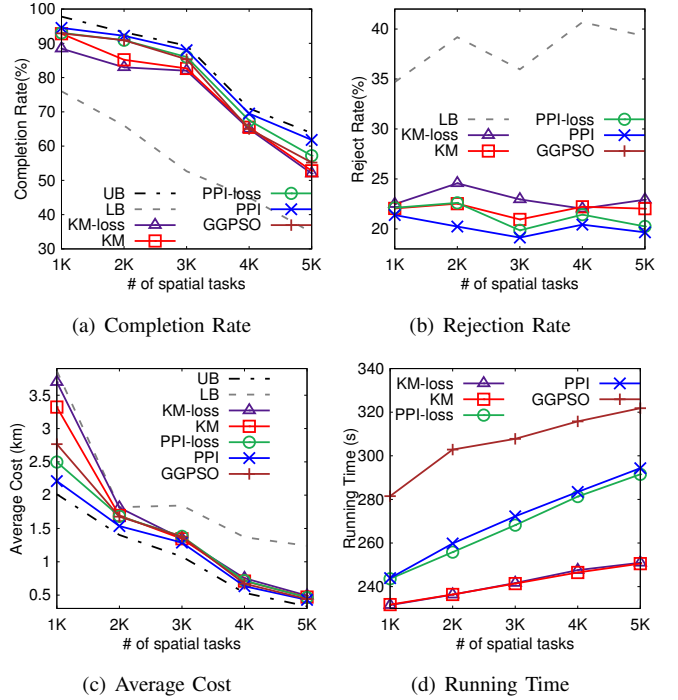 100
90
80
70
60
50
40
30
Completion Rate(%)
UB
LB
KM-loss
KM
PPI-loss
PPI
GGPSO
1K 2K 3K 4K 5K
# of spatial tasks
(a) Completion Rate
40
35
30
25
20
Reject Rate(%)
LB
KM-loss
KM
PPI-loss
PPI
GGPSO
1K 2K 3K 4K 5K
# of spatial tasks
(b) Rejection Rate
3.5
3
2.5
2
1.5
1
0.5
Average Cost (km)
UB
LB
KM-loss
KM
PPI-loss
PPI
GGPSO
1K 2K 3K 4K 5K
# of spatial tasks
(c) Average Cost
340
320
300
280
260
240
Running Time (s)
KM-loss
KM
PPI-loss
PPI
GGPSO
1K 2K 3K 4K 5K
# of spatial tasks
(d) Running Time